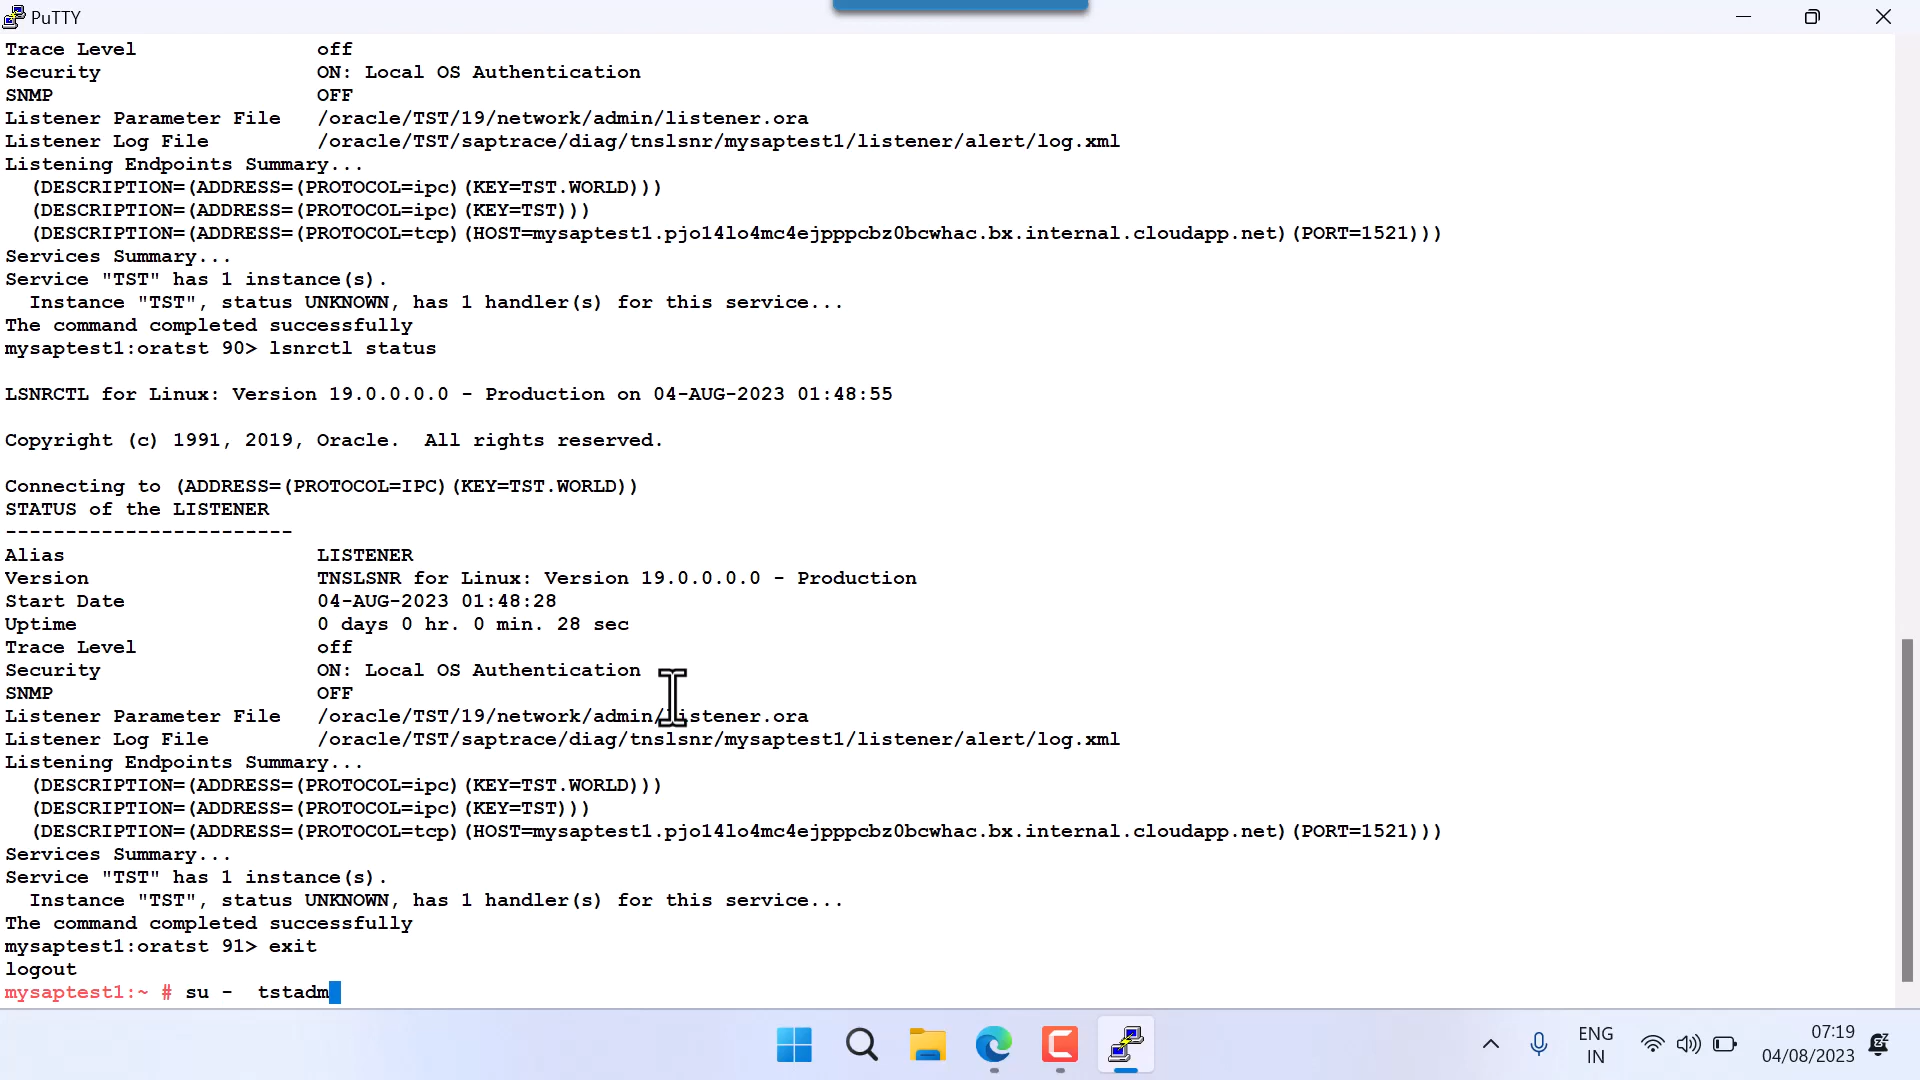 PuTTY
Trace Level               off
Security                  ON: Local OS Authentication
SNMP                      OFF
Listener Parameter File   /oracle/TST/19/network/admin/listener.ora
Listener Log File         /oracle/TST/saptrace/diag/tnslsnr/mysaptest1/listener/alert/log.xml
Listening Endpoints Summary...
  (DESCRIPTION=(ADDRESS=(PROTOCOL=ipc)(KEY=TST.WORLD)))
  (DESCRIPTION=(ADDRESS=(PROTOCOL=ipc)(KEY=TST)))
  (DESCRIPTION=(ADDRESS=(PROTOCOL=tcp)(HOST=mysaptest1.pjo14lo4mc4ejpppcbz0bcwhac.bx.internal.cloudapp.net)(PORT=1521)))
Services Summary...
Service "TST" has 1 instance(s).
  Instance "TST", status UNKNOWN, has 1 handler(s) for this service...
The command completed successfully
mysaptest1:oratst 90> lsnrctl status
LSNRCTL for Linux: Version 19.0.0.0.0 - Production on 04-AUG-2023 01:48:55
Copyright (c) 1991, 2019, Oracle.  All rights reserved.
Connecting to (ADDRESS=(PROTOCOL=IPC)(KEY=TST.WORLD))
STATUS of the LISTENER
------------------------
Alias                     LISTENER
Version                   TNSLSNR for Linux: Version 19.0.0.0.0 - Production
Start Date                04-AUG-2023 01:48:28
Uptime                    0 days 0 hr. 0 min. 28 sec
Trace Level               off
Security                  ON: Local OS Authentication
SNMP                      OFF
Listener Parameter File   /oracle/TST/19/network/admin/listener.ora
Listener Log File         /oracle/TST/saptrace/diag/tnslsnr/mysaptest1/listener/alert/log.xml
Listening Endpoints Summary...
  (DESCRIPTION=(ADDRESS=(PROTOCOL=ipc)(KEY=TST.WORLD)))
  (DESCRIPTION=(ADDRESS=(PROTOCOL=ipc)(KEY=TST)))
  (DESCRIPTION=(ADDRESS=(PROTOCOL=tcp)(HOST=mysaptest1.pjo14lo4mc4ejpppcbz0bcwhac.bx.internal.cloudapp.net)(PORT=1521)))
Services Summary...
Service "TST" has 1 instance(s).
  Instance "TST", status UNKNOWN, has 1 handler(s) for this service...
The command completed successfully
mysaptest1:oratst 91> exit
logout
mysaptest1:~ # su -  tstadm
ENG
IN
07:19
04/08/2023